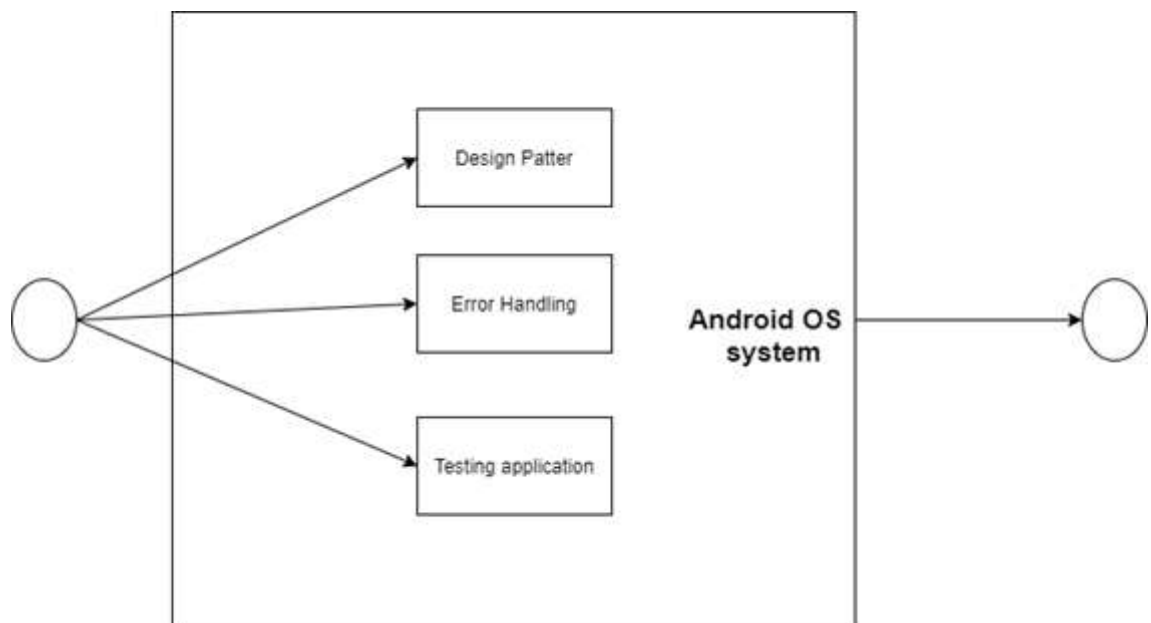 Design Patter
Error Handling
Android OS
system
Testing application